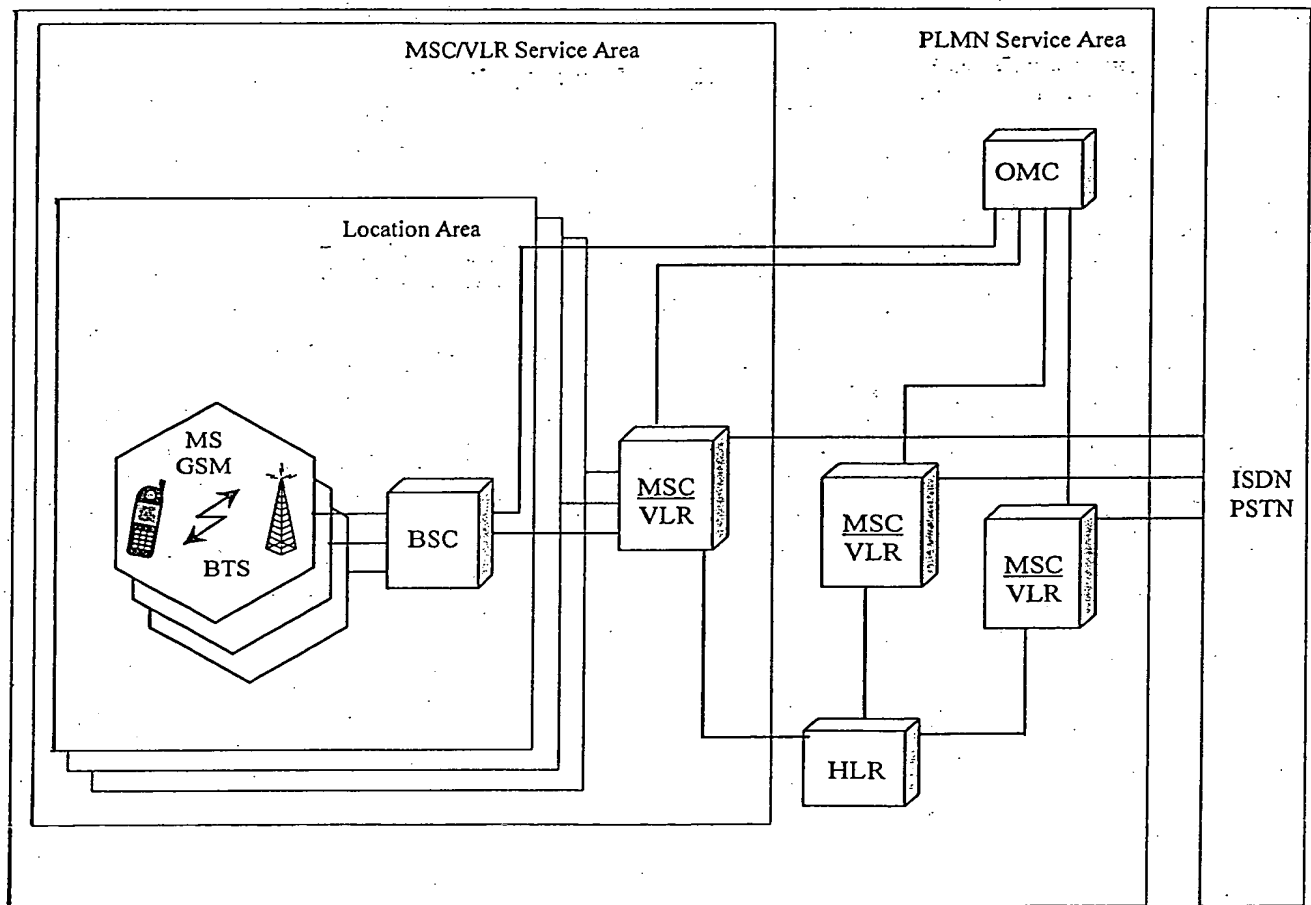 MSC/VLR Service Area
PLMN Service Area
OMC
Location Area
MS
GSM
BTS
BSC
MSC
VLR
MSC
VLR
MSC
VLR
HLR
ISDN
PSTN